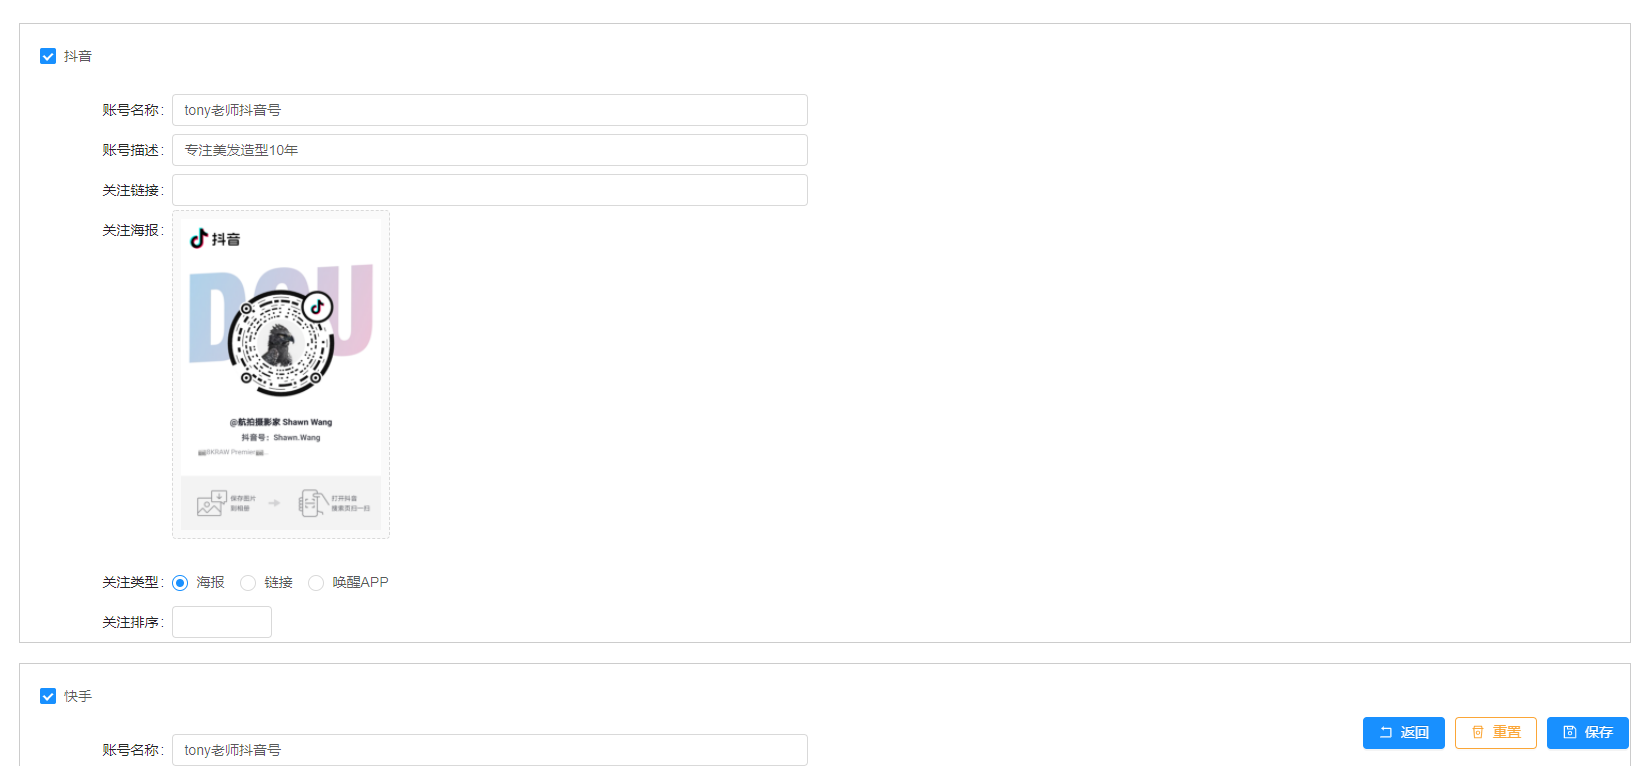 抖音
账号名称:
tony老师抖音号
账号描述:
专注美发造型10年
关注链接:
关注海报:
抖音
DOU
@航拍摄影家 Shawn Wang
抖音号: Shawn.Wang
8KRAW Premier
保存图片
到相册
打开抖音
搜索页扫一扫
关注类型: 海报 链接 唤醒APP
关注排序:
快手
账号名称:
tony老师抖音号
返回 重置 保存